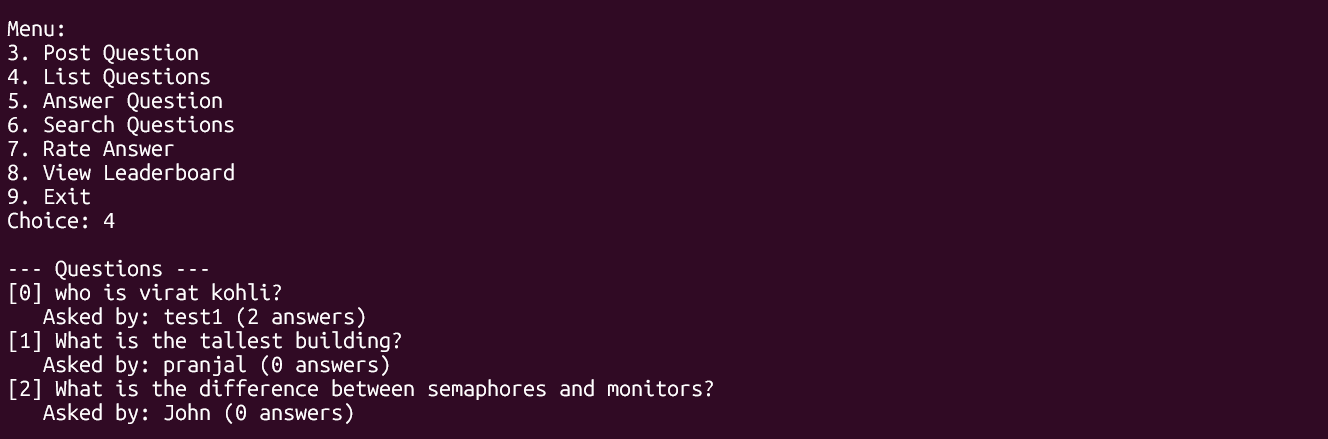 Menu:
3. Post Question
4. List Questions
5. Answer Question
6. Search Questions
7. Rate Answer
8. View Leaderboard
9. Exit
Choice: 4
--- Questions ---
[0] who is virat kohli?
Asked by: test1 (2 answers)
[1] What is the tallest building?
Asked by: pranjal (0 answers)
[2] What is the difference between semaphores and monitors?
Asked by: John (0 answers)